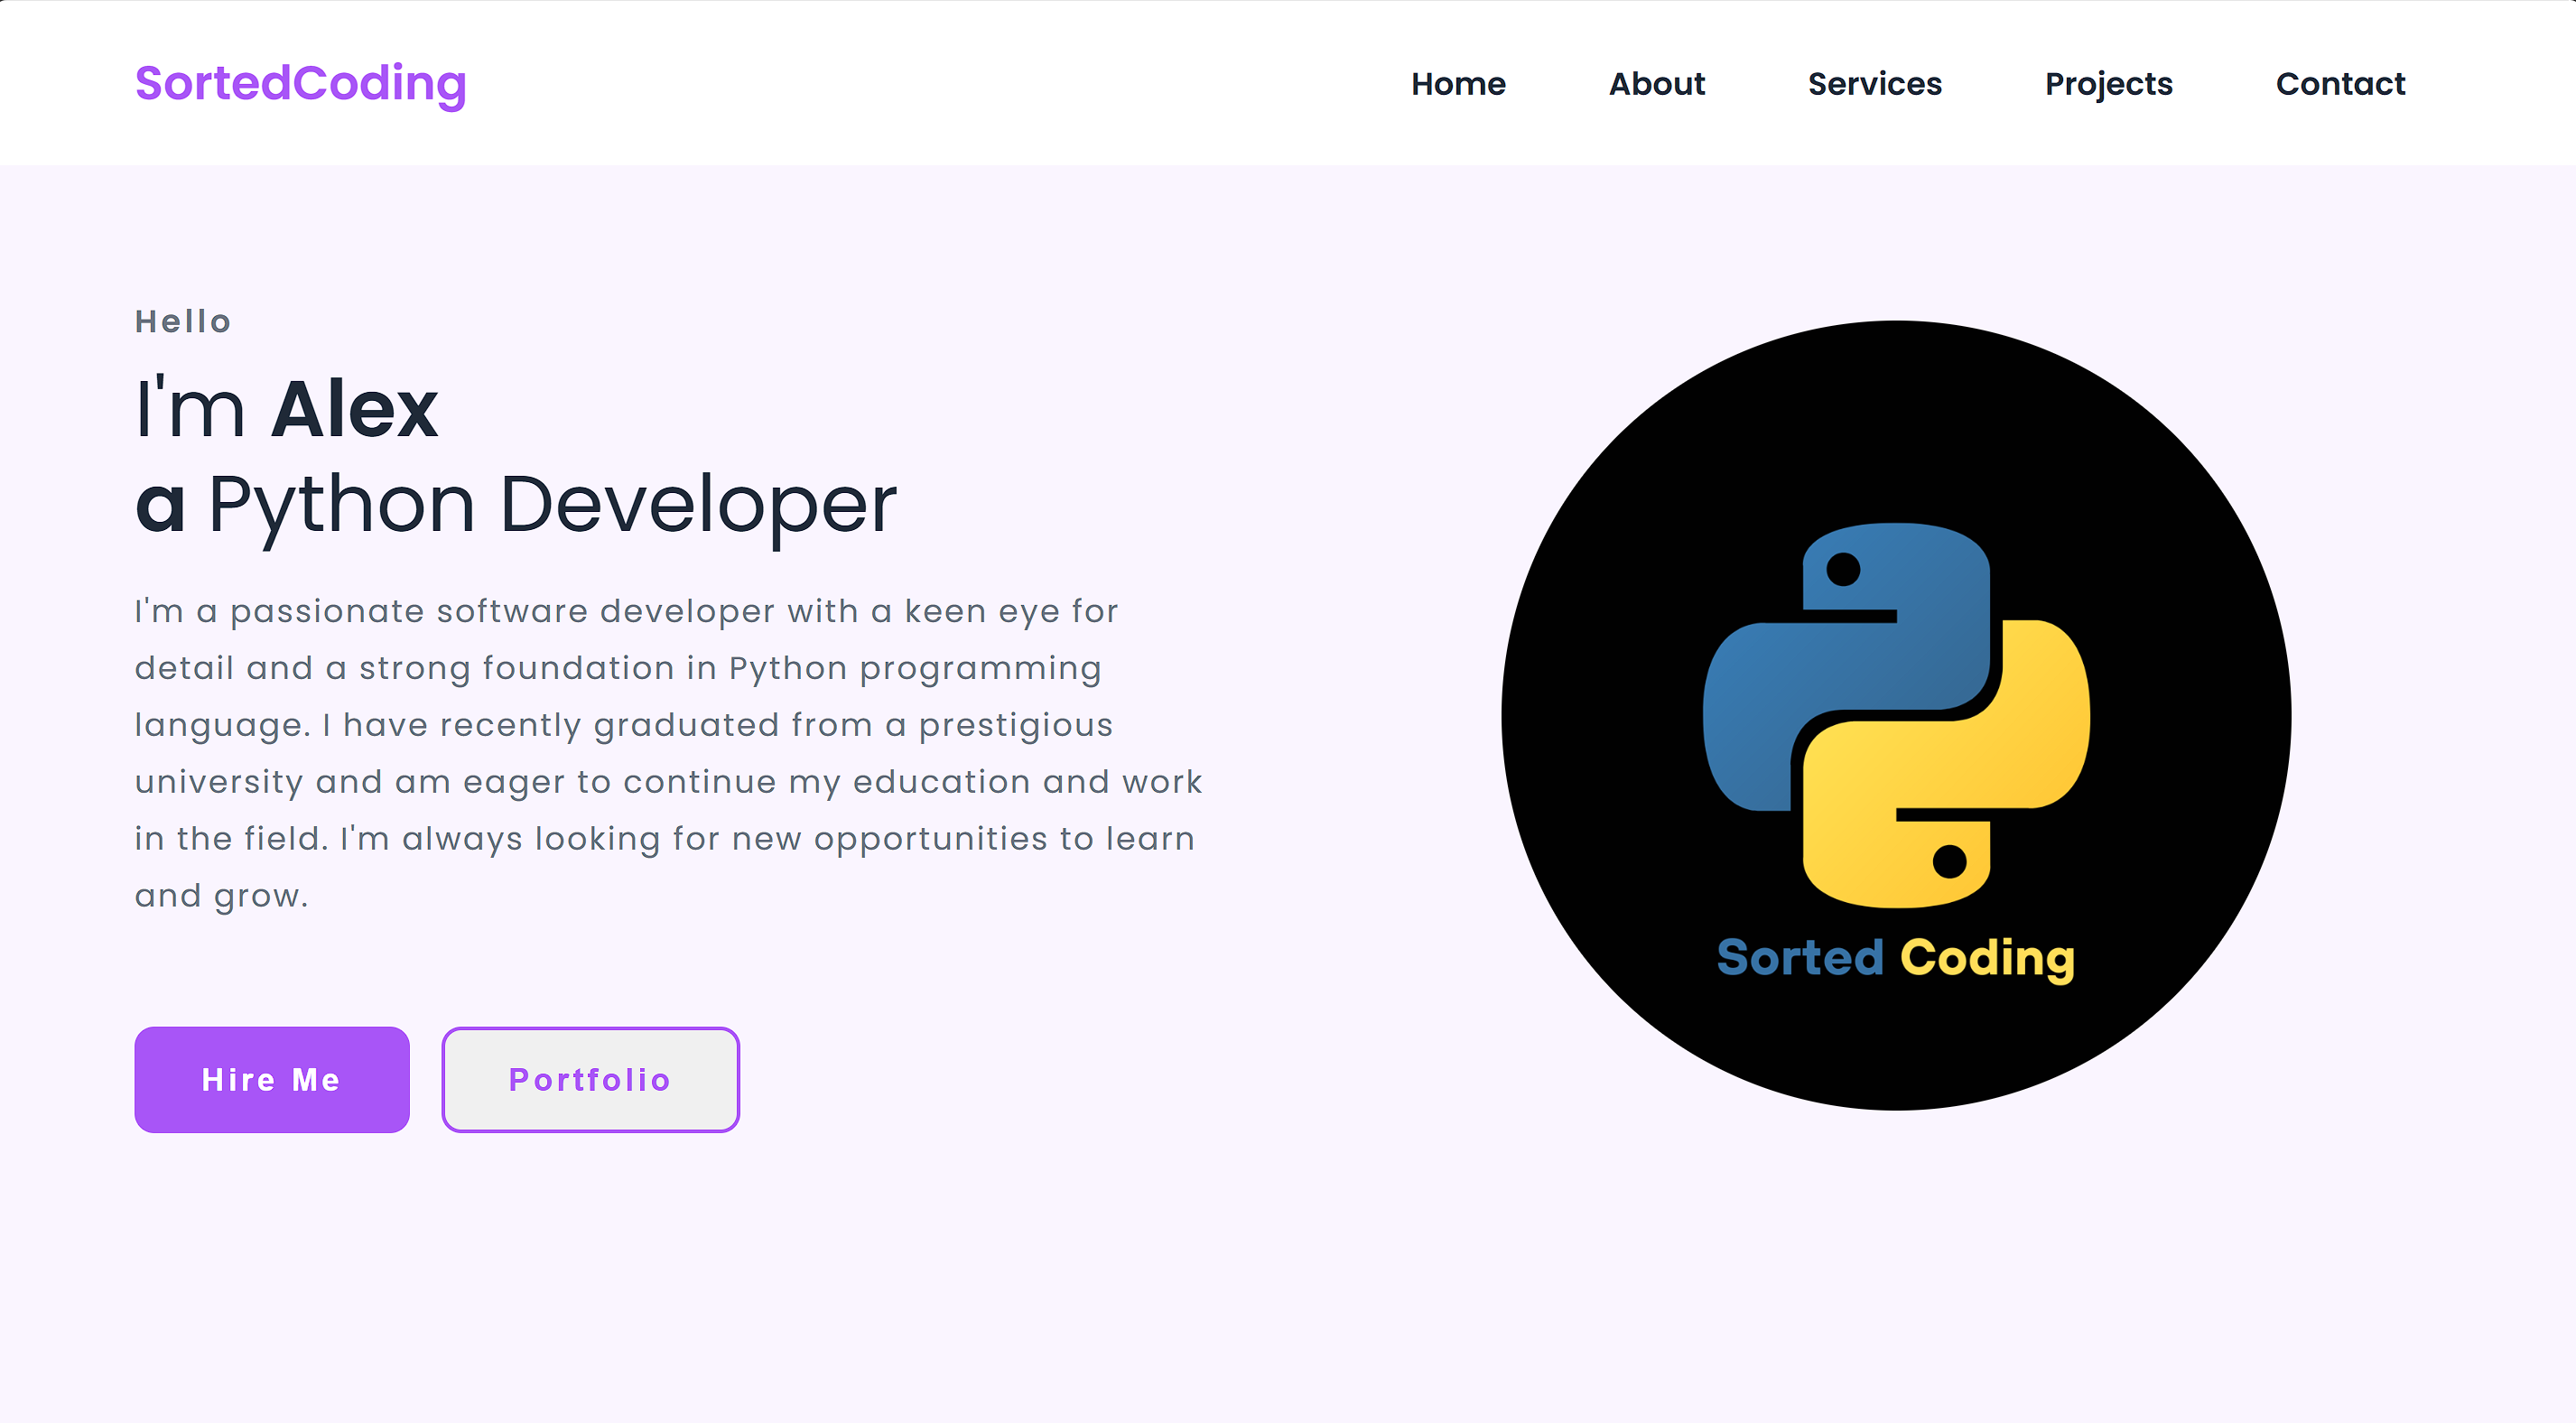 SortedCoding
Home About Services Projects Contact
Hello
I'm Alex
a Python Developer
I'm a passionate software developer with a keen eye for
detail and a strong foundation in Python programming
language. I have recently graduated from a prestigious
university and am eager to continue my education and work
in the field. I'm always looking for new opportunities to learn
and grow.
Hire Me Portfolio
Sorted Coding